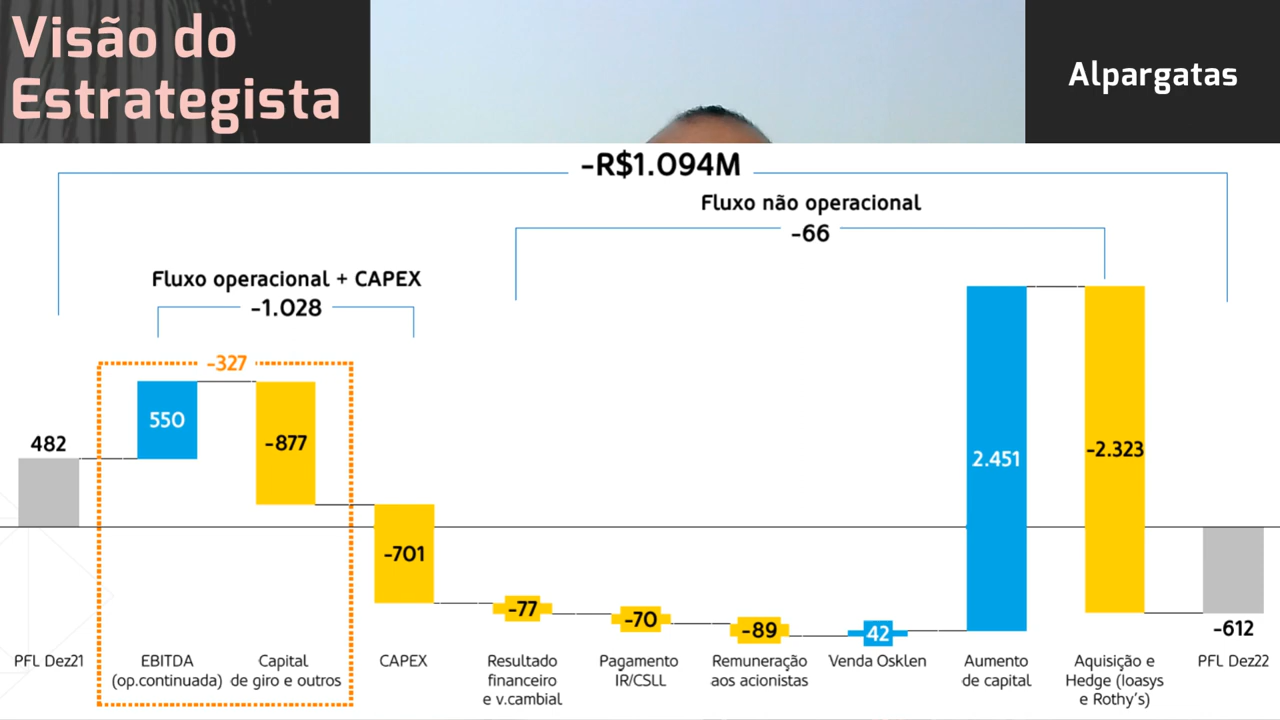 Visão do
Estrategista
Alpargatas
-R$1.094M
Fluxo não operacional
-66
Fluxo operacional + CAPEX
-1.028
-327
482
550
-877
-701
-77
-70
-89
42
2.451
-2.323
-612
PFL Dez21
EBITDA
(op.continuada)
Capital
de giro e outros
CAPEX
Resultado
financeiro
e v.cambial
Pagamento
IR/CSLL
Remuneração
aos acionistas
Venda Osklen
Aumento
de capital
Aquisição e
Hedge (Ioasys
e Rothy's)
PFL Dez22